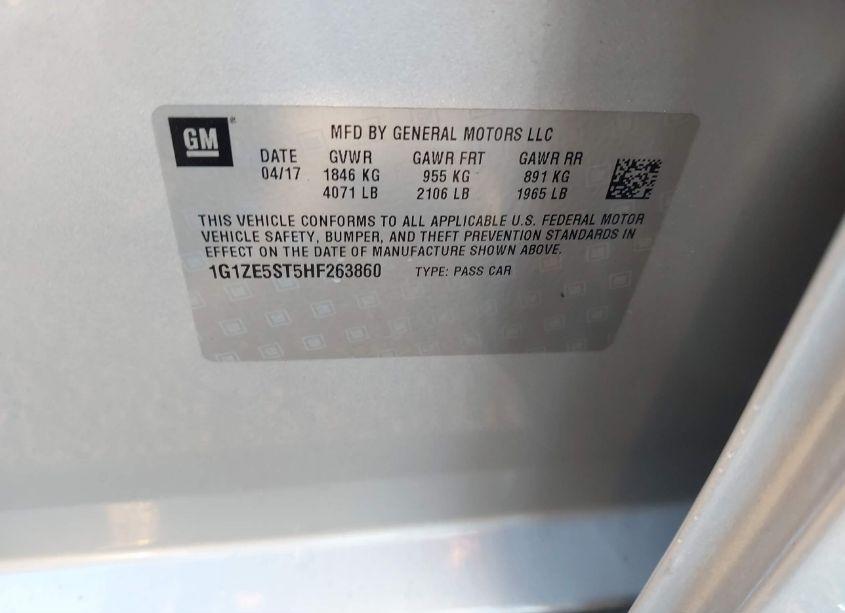 GM
MFD BY GENERAL MOTORS LLC
DATE GVWR GAWR FRT GAWR RR
04/17 1846 KG 955 KG 891 KG
4071 LB 2106 LB 1965 LB
THIS VEHICLE CONFORMS TO ALL APPLICABLE U.S. FEDERAL MOTOR
VEHICLE SAFETY, BUMPER, AND THEFT PREVENTION STANDARDS IN
EFFECT ON THE DATE OF MANUFACTURE SHOWN ABOVE.
1G1ZE5ST5HF263860 TYPE: PASS CAR